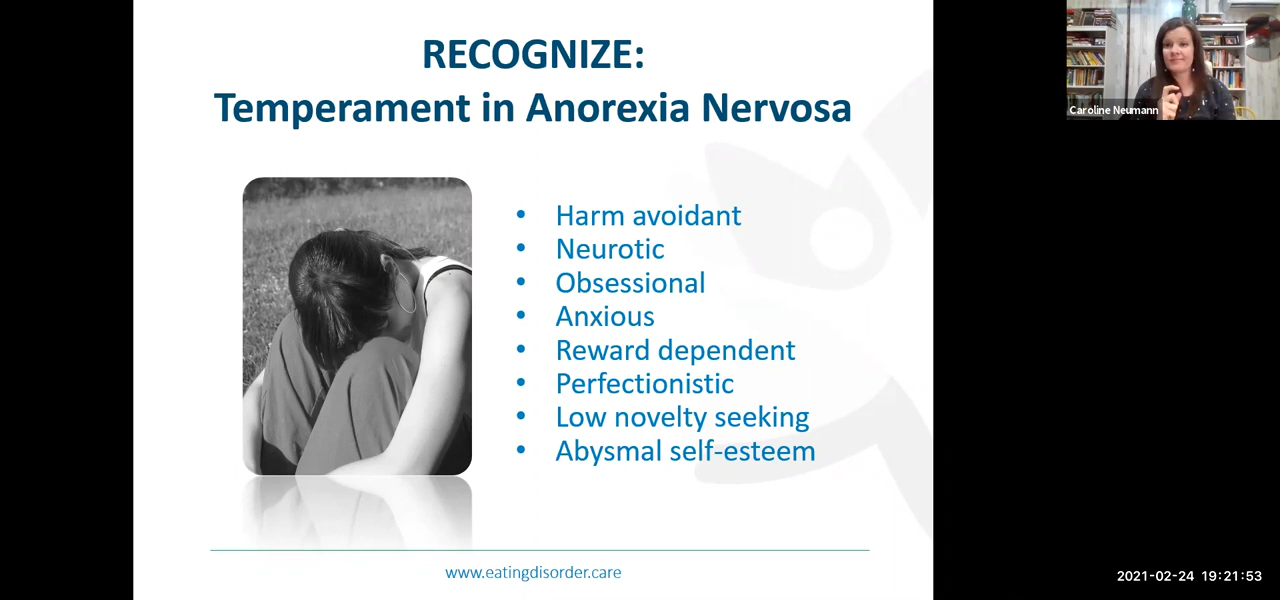 RECOGNIZE:
Temperament in Anorexia Nervosa
• Harm avoidant
• Neurotic
• Obsessional
• Anxious
• Reward dependent
• Perfectionistic
• Low novelty seeking
• Abysmal self-esteem
www.eatingdisorder.care
Caroline Neumann
2021-02-24 19:21:53